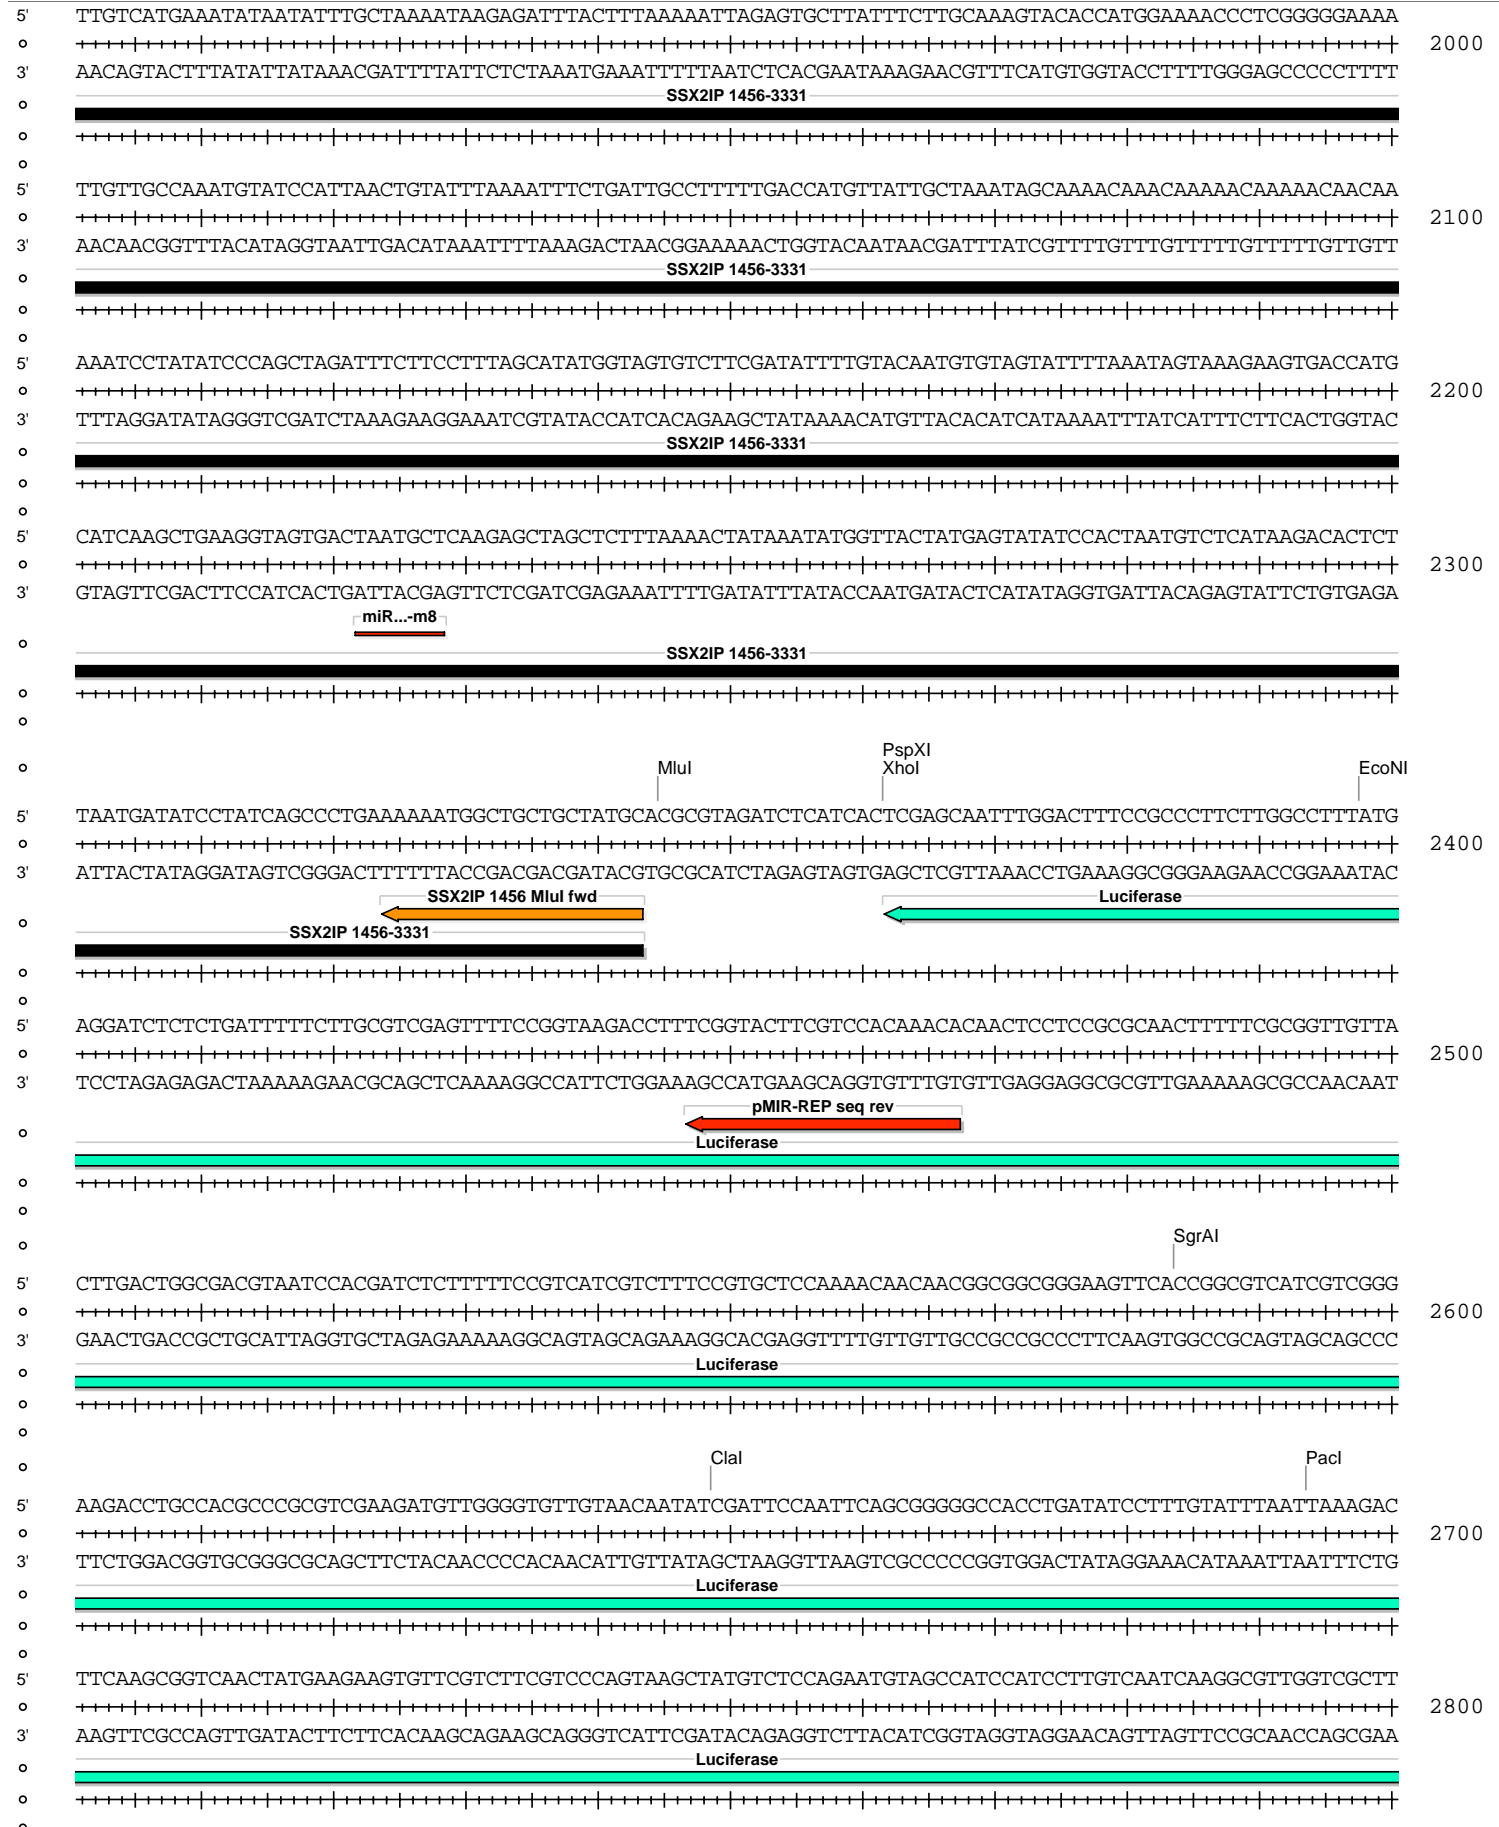 5' TTGTCATGAAATATAATATTTGCTAAAATAAGAGATTTACTTTAAAAATTAGAGTGCTTATTTCTTGCAAAGTACACCATGGAAAACCCTCGGGGGAAAA
2000
3' AACAGTACTTTATATTATAAACGATTTTATTCTCTAAATGAAATTTTTAATCTCACGAATAAAGAACGTTTCATGTGGTACCTTTTGGGAGCCCCCTTTT
SSX2IP 1456-3331
5' TTGTTGCCAAATGTATCCATTAACTGTATTTAAAATTTCTGATTGCCTTTTTGACCATGTTATTGCTAAATAGCAAAACAAACAAAAACAAAAACAACAA
2100
3' AACAACGGTTTACATAGGTAATTGACATAAATTTTAAAGACTAACGGAAAAACTGGTACAATAACGATTTATCGTTTTGTTTGTTTTTGTTTTTGTTGTT
SSX2IP 1456-3331
5' AAATCCTATATCCCAGCTAGATTTCTTCCTTTAGCATATGGTAGTGTCTTCGATATTTTGTACAATGTGTAGTATTTTAAATAGTAAAGAAGTGACCATG
2200
3' TTTAGGATATAGGGTCGATCTAAAGAAGGAAATCGTATACCATCACAGAAGCTATAAAACATGTTACACATCATAAAATTTATCATTTCTTCACTGGTAC
SSX2IP 1456-3331
5' CATCAAGCTGAAGGTAGTGACTAATGCTCAAGAGCTAGCTCTTTAAAACTATAAATATGGTTACTATGAGTATATCCACTAATGTCTCATAAGACACTCT
2300
3' GTAGTTCGACTTCCATCACTGATTACGAGTTCTCGATCGAGAAATTTTGATATTTATACCAATGATACTCATATAGGTGATTACAGAGTATTCTGTGAGA
miR...-m8
SSX2IP 1456-3331
PspXI
MluI XhoI EcoNI
5' TAATGATATCCTATCAGCCCTGAAAAAATGGCTGCTGCTATGCACGCGTAGATCTCATCACTCGAGCAATTTGGACTTTCCGCCCTTCTTGGCCTTTATG
2400
3' ATTACTATAGGATAGTCGGGACTTTTTTACCGACGACGATACGTGCGCATCTAGAGTAGTGAGCTCGTTAAACCTGAAAGGCGGGAAGAACCGGAAATAC
SSX2IP 1456 MluI fwd Luciferase
SSX2IP 1456-3331
5' AGGATCTCTCTGATTTTTCTTGCGTCGAGTTTTCCGGTAAGACCTTTCGGTACTTCGTCCACAAACACAACTCCTCCGCGCAACTTTTTCGCGGTTGTTA
2500
3' TCCTAGAGAGACTAAAAAGAACGCAGCTCAAAAGGCCATTCTGGAAAGCCATGAAGCAGGTGTTTGTGTTGAGGAGGCGCGTTGAAAAAGCGCCAACAAT
pMIR-REP seq rev
Luciferase
SgrAI
5' CTTGACTGGCGACGTAATCCACGATCTCTTTTTCCGTCATCGTCTTTCCGTGCTCCAAAACAACAACGGCGGCGGGAAGTTCACCGGCGTCATCGTCGGG
2600
3' GAACTGACCGCTGCATTAGGTGCTAGAGAAAAAGGCAGTAGCAGAAAGGCACGAGGTTTTGTTGTTGCCGCCGCCCTTCAAGTGGCCGCAGTAGCAGCCC
Luciferase
ClaI PacI
5' AAGACCTGCCACGCCCGCGTCGAAGATGTTGGGGTGTTGTAACAATATCGATTCCAATTCAGCGGGGGCCACCTGATATCCTTTGTATTTAATTAAAGAC
2700
3' TTCTGGACGGTGCGGGCGCAGCTTCTACAACCCCACAACATTGTTATAGCTAAGGTTAAGTCGCCCCCGGTGGACTATAGGAAACATAAATTAATTTCTG
Luciferase
5' TTCAAGCGGTCAACTATGAAGAAGTGTTCGTCTTCGTCCCAGTAAGCTATGTCTCCAGAATGTAGCCATCCATCCTTGTCAATCAAGGCGTTGGTCGCTT
2800
3' AAGTTCGCCAGTTGATACTTCTTCACAAGCAGAAGCAGGGTCATTCGATACAGAGGTCTTACATCGGTAGGTAGGAACAGTTAGTTCCGCAACCAGCGAA
Luciferase